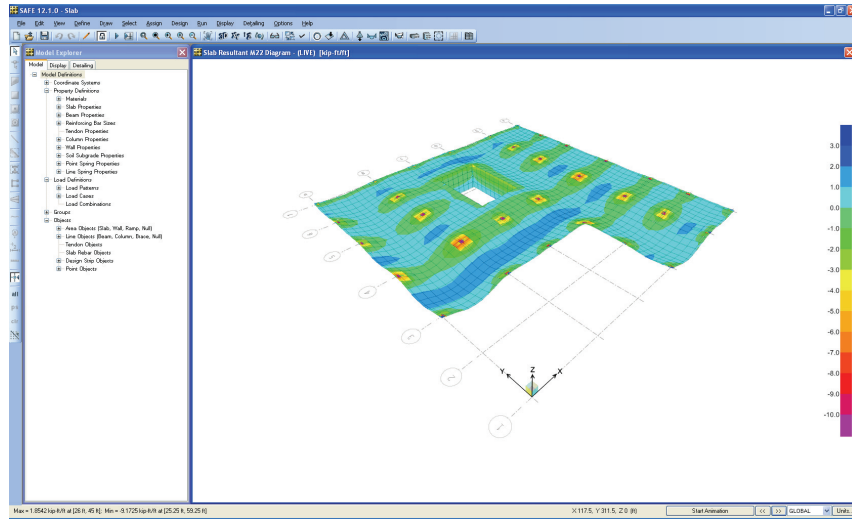 SAFE 12.1.0 - Slab
File Edit View Define Draw Select Assign Design Run Display Detailing Options Help
Model Explorer
Model Display Detailing
Model Definitions
Coordinate Systems
Property Definitions
Materials
Slab Properties
Beam Properties
Reinforcing Bar Sizes
Tendon Properties
Column Properties
Wall Properties
Soil Subgrade Properties
Point Spring Properties
Line Spring Properties
Load Definitions
Load Patterns
Load Cases
Load Combinations
Groups
Objects
Area Objects (Slab, Wall, Ramp, Null)
Line Objects (Beam, Column, Brace, Null)
Tendon Objects
Slab Rebar Objects
Design Strip Objects
Point Objects
all
Slab Resultant M22 Diagram - (LIVE) [kip-ft/ft]
Y Z X
3.0
2.0
1.0
0.0
-1.0
-2.0
-3.0
-4.0
-5.0
-6.0
-7.0
-8.0
-9.0
-10.0
Max = 1.8542 kip-ft/ft at [26 ft, 45 ft]; Min = -9.1725 kip-ft/ft at [25.25 ft, 59.25 ft]
X 117.5, Y 311.5, Z 0 (ft)
Start Animation << >> GLOBAL Units...